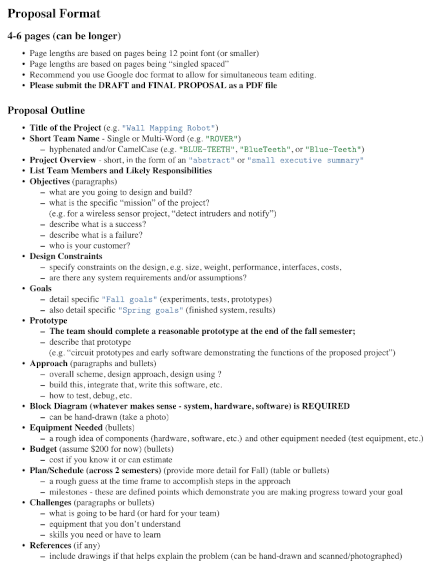 Proposal Format
4-6 pages (can be longer)
• Page lengths are based on pages being 12 point font (or smaller)
• Page lengths are based on pages being “singled spaced”
• Recommend you use Google doc format to allow for simultaneous team editing.
• Please submit the DRAFT and FINAL PROPOSAL as a PDF file
Proposal Outline
• Title of the Project (e.g. "Wall Mapping Robot")
• Short Team Name - Single or Multi-Word (e.g. "ROVER")
– hyphenated and/or CamelCase (e.g. "BLUE-TEETH", "BlueTeeth", or "Blue-Teeth")
• Project Overview - short, in the form of an "abstract" or "small executive summary"
• List Team Members and Likely Responsibilities
• Objectives (paragraphs)
– what are you going to design and build?
– what is the specific “mission” of the project?
(e.g. for a wireless sensor project, “detect intruders and notify”)
– describe what is a success?
– describe what is a failure?
– who is your customer?
• Design Constraints
– specify constraints on the design, e.g. size, weight, performance, interfaces, costs,
– are there any system requirements and/or assumptions?
• Goals
– detail specific "Fall goals" (experiments, tests, prototypes)
– also detail specific "Spring goals" (finished system, results)
• Prototype
– The team should complete a reasonable prototype at the end of the fall semester;
– describe that prototype
(e.g. “circuit prototypes and early software demonstrating the functions of the proposed project”)
• Approach (paragraphs and bullets)
– overall scheme, design approach, design using ?
– build this, integrate that, write this software, etc.
– how to test, debug, etc.
• Block Diagram (whatever makes sense - system, hardware, software) is REQUIRED
– can be hand-drawn (take a photo)
• Equipment Needed (bullets)
– a rough idea of components (hardware, software, etc.) and other equipment needed (test equipment, etc.)
• Budget (assume $200 for now) (bullets)
– cost if you know it or can estimate
• Plan/Schedule (across 2 semesters) (provide more detail for Fall) (table or bullets)
– a rough guess at the time frame to accomplish steps in the approach
– milestones - these are defined points which demonstrate you are making progress toward your goal
• Challenges (paragraphs or bullets)
– what is going to be hard (or hard for your team)
– equipment that you don’t understand
– skills you need or have to learn
• References (if any)
– include drawings if that helps explain the problem (can be hand-drawn and scanned/photographed)